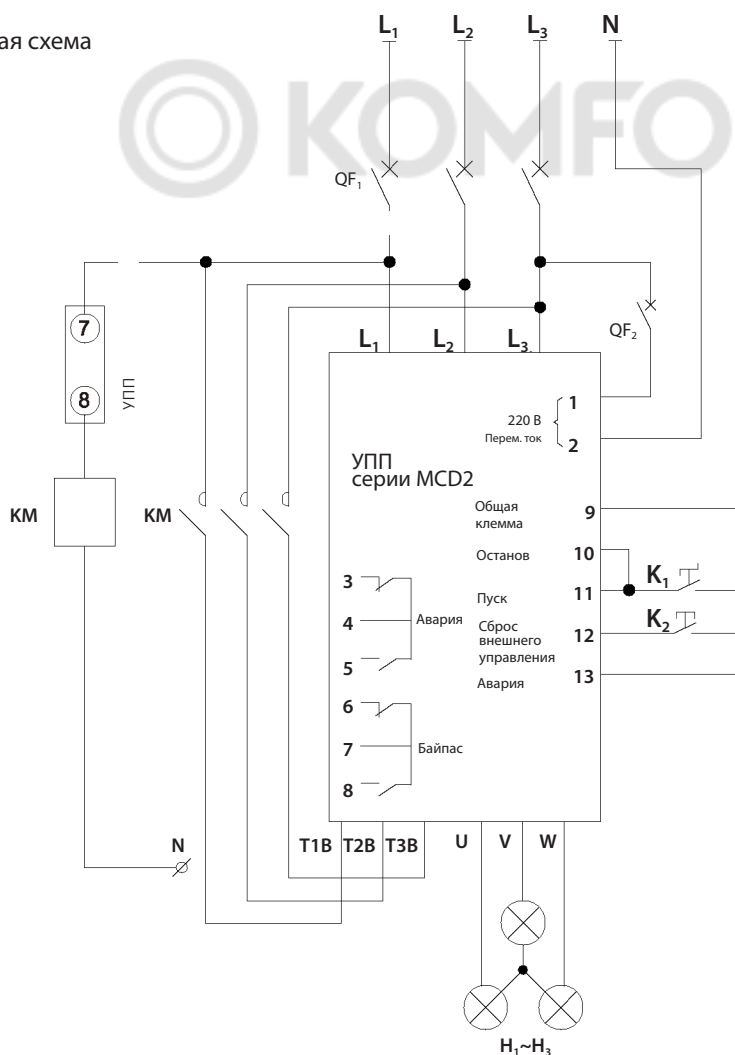 ая схема
L₁ L₂ L₃ N
KOMFO
QF₁
7
8
УПП
QF₂
L₁ L₂ L₃
1
220 В
Перем. ток
2
УПП
серии MCD2
KM
KM
Общая
клемма
9
Останов
10
Пуск
11
K₁
Сброс
внешнего
управления
12
K₂
Авария
13
3
4
Авария
5
6
7
Байпас
8
N
T1B T2B T3B U V W
H₁~H₃